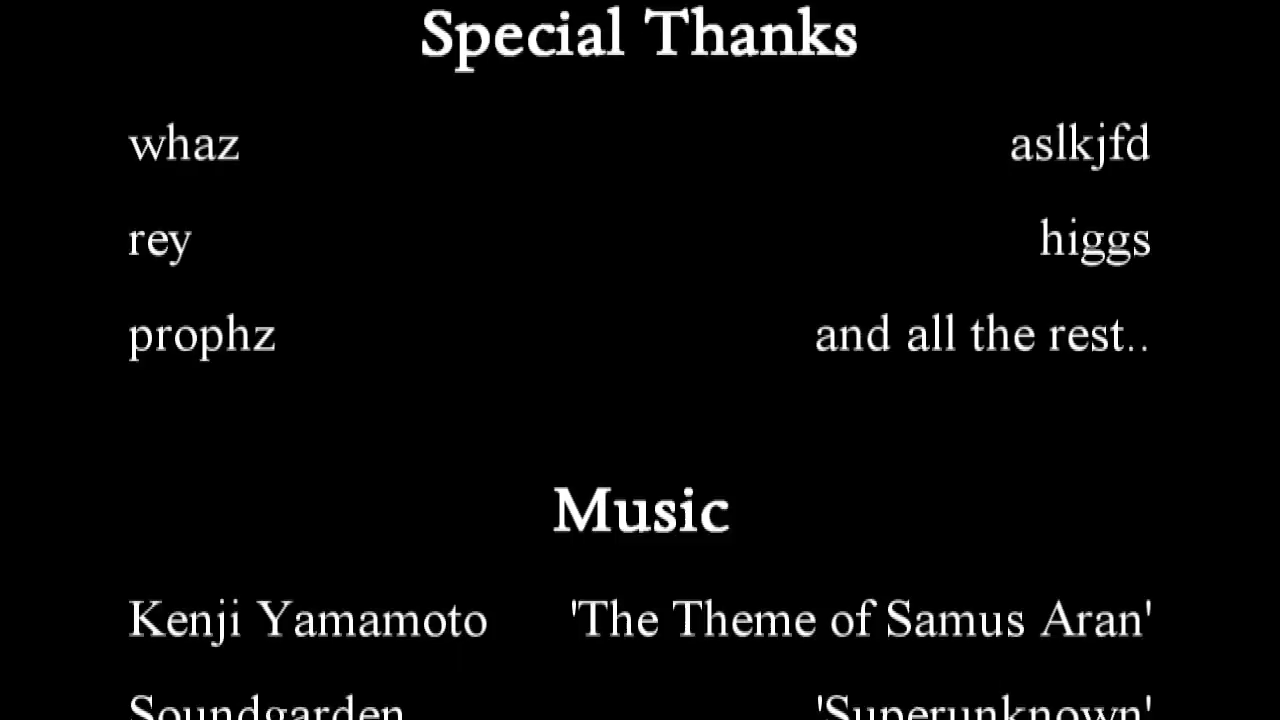 Special Thanks
whaz aslkjfd
rey higgs
prophz and all the rest..
Music
Kenji Yamamoto 'The Theme of Samus Aran'
Soundgarden 'Superunknown'